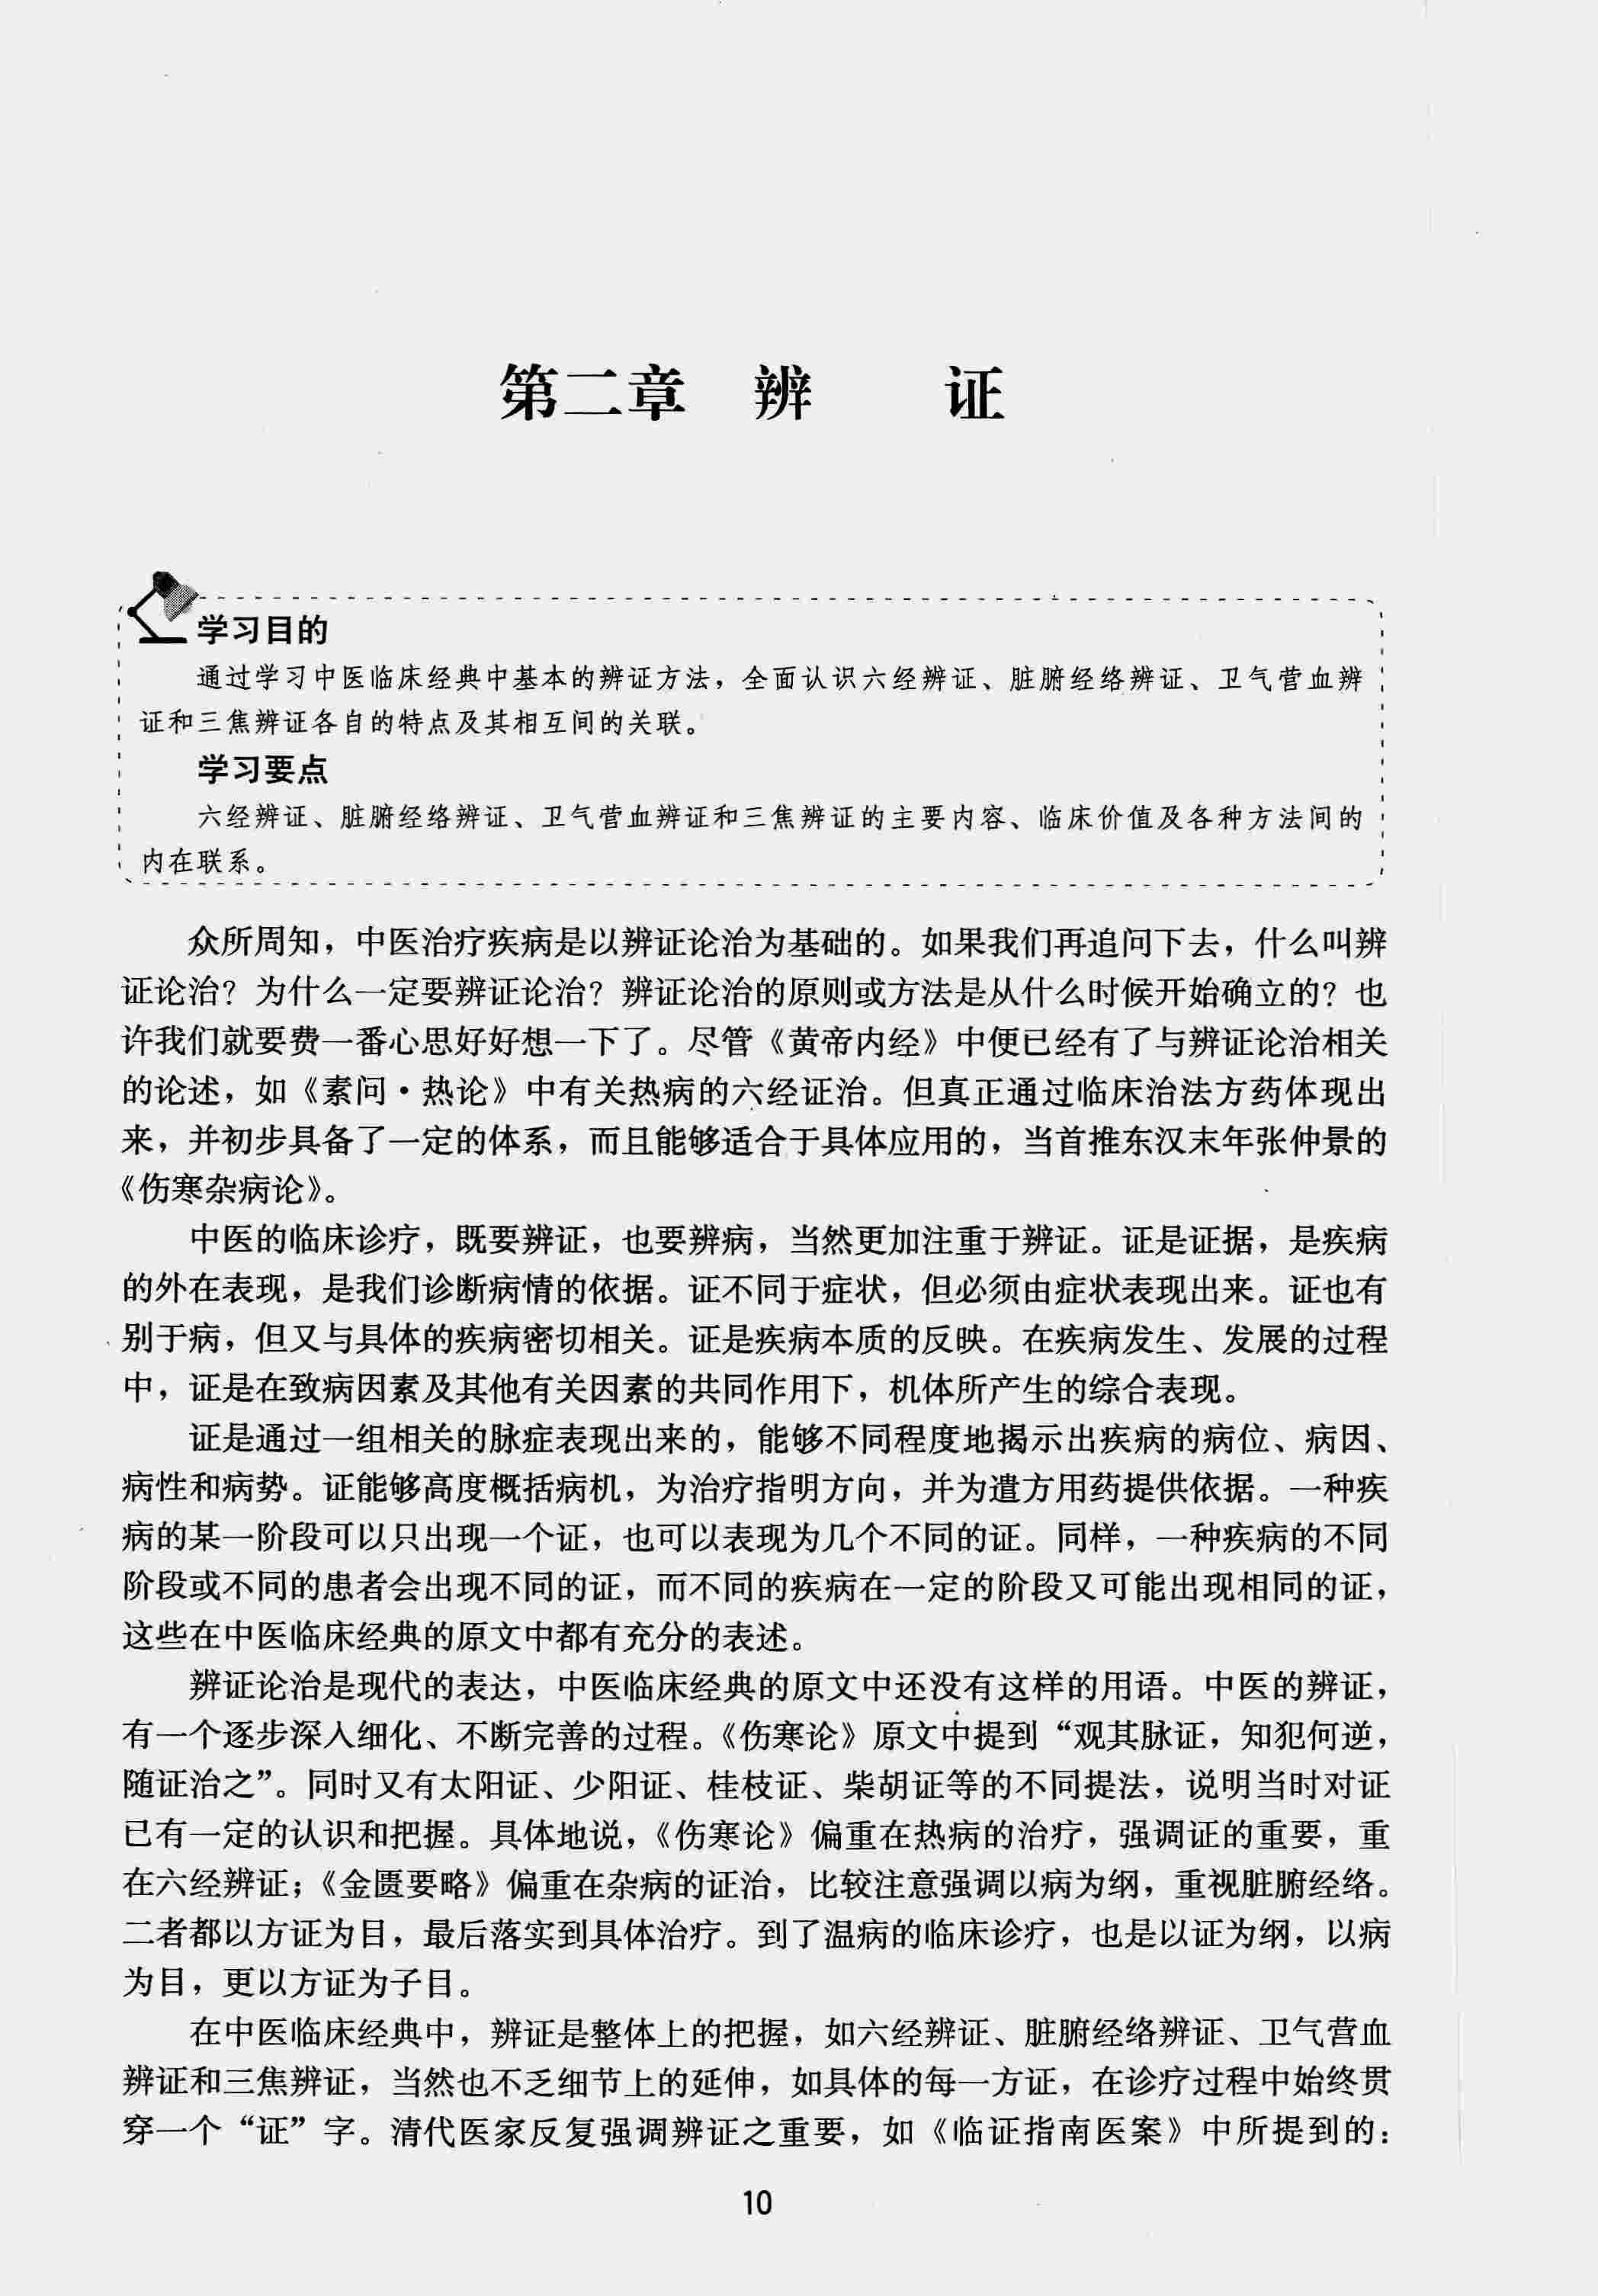 第二章 辨 证
学习目的
通过学习中医临床经典中基本的辨证方法，全面认识六经辨证、脏腑经络辨证、卫气营血辨
证和三焦辨证各自的特点及其相互间的关联。
学习要点
六经辨证、脏腑经络辨证、卫气营血辨证和三焦辨证的主要内容、临床价值及各种方法间的
内在联系。
众所周知，中医治疗疾病是以辨证论治为基础的。如果我们再追问下去，什么叫辨
证论治？为什么一定要辨证论治？辨证论治的原则或方法是从什么时候开始确立的？也
许我们就要费一番心思好好想一下了。尽管《黄帝内经》中便已经有了与辨证论治相关
的论述，如《素问·热论》中有关热病的六经证治。但真正通过临床治法方药体现出
来，并初步具备了一定的体系，而且能够适合于具体应用的，当首推东汉末年张仲景的
《伤寒杂病论》。
中医的临床诊疗，既要辨证，也要辨病，当然更加注重于辨证。证是证据，是疾病
的外在表现，是我们诊断病情的依据。证不同于症状，但必须由症状表现出来。证也有
别于病，但又与具体的疾病密切相关。证是疾病本质的反映。在疾病发生、发展的过程
中，证是在致病因素及其他有关因素的共同作用下，机体所产生的综合表现。
证是通过一组相关的脉症表现出来的，能够不同程度地揭示出疾病的病位、病因、
病性和病势。证能够高度概括病机，为治疗指明方向，并为遣方用药提供依据。一种疾
病的某一阶段可以只出现一个证，也可以表现为几个不同的证。同样，一种疾病的不同
阶段或不同的患者会出现不同的证，而不同的疾病在一定的阶段又可能出现相同的证，
这些在中医临床经典的原文中都有充分的表述。
辨证论治是现代的表达，中医临床经典的原文中还没有这样的用语。中医的辨证，
有一个逐步深入细化、不断完善的过程。《伤寒论》原文中提到“观其脉证，知犯何逆，
随证治之”。同时又有太阳证、少阳证、桂枝证、柴胡证等的不同提法，说明当时对证
已有一定的认识和把握。具体地说，《伤寒论》偏重在热病的治疗，强调证的重要，重
在六经辨证；《金匮要略》偏重在杂病的证治，比较注意强调以病为纲，重视脏腑经络。
二者都以方证为目，最后落实到具体治疗。到了温病的临床诊疗，也是以证为纲，以病
为目，更以方证为子目。
在中医临床经典中，辨证是整体上的把握，如六经辨证、脏腑经络辨证、卫气营血
辨证和三焦辨证，当然也不乏细节上的延伸，如具体的每一方证，在诊疗过程中始终贯
穿一个“证”字。清代医家反复强调辨证之重要，如《临证指南医案》中所提到的：
10